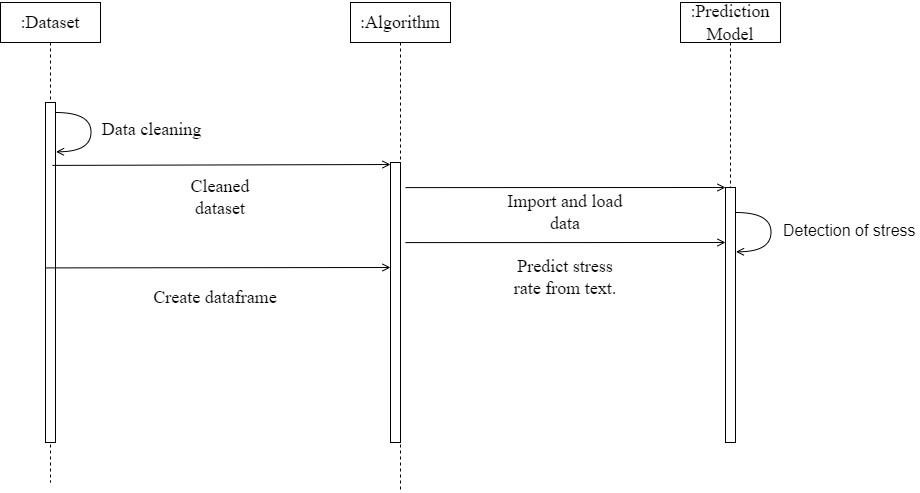 :Dataset
:Algorithm
:Prediction
Model
Data cleaning
Cleaned
dataset
Import and load
data
Detection of stress
Predict stress
rate from text.
Create dataframe